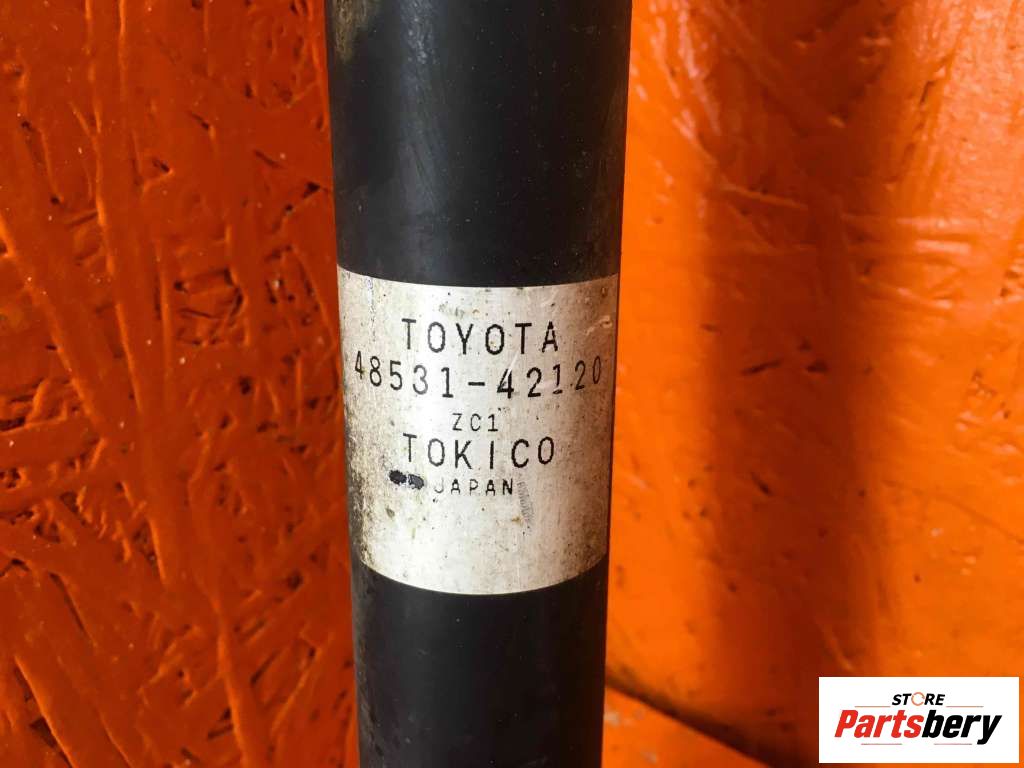 TOYOTA
48531-42120
ZC1
TOKICO
JAPAN
STORE
Partsbery